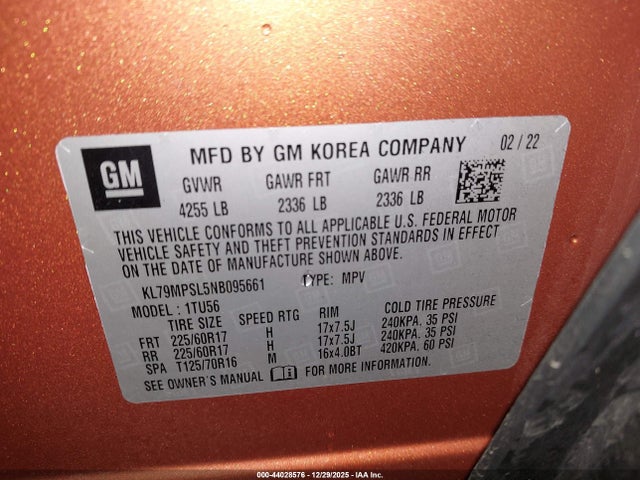 GM
MFD BY GM KOREA COMPANY 02 / 22
GVWR GAWR FRT GAWR RR
4255 LB 2336 LB 2336 LB
THIS VEHICLE CONFORMS TO ALL APPLICABLE U.S. FEDERAL MOTOR
VEHICLE SAFETY AND THEFT PREVENTION STANDARDS IN EFFECT
ON THE DATE OF MANUFACTURE SHOWN ABOVE.
KL79MPSL5NB095661 TYPE: MPV
MODEL : 1TU56
TIRE SIZE SPEED RTG RIM COLD TIRE PRESSURE
FRT 225/60R17 H 17x7.5J 240KPA. 35 PSI
RR 225/60R17 H 17x7.5J 240KPA. 35 PSI
SPA T125/70R16 M 16x4.0BT 420KPA. 60 PSI
SEE OWNER'S MANUAL FOR MORE INFORMATION.
000-44028576 - 12/29/2025 - IAA Inc.